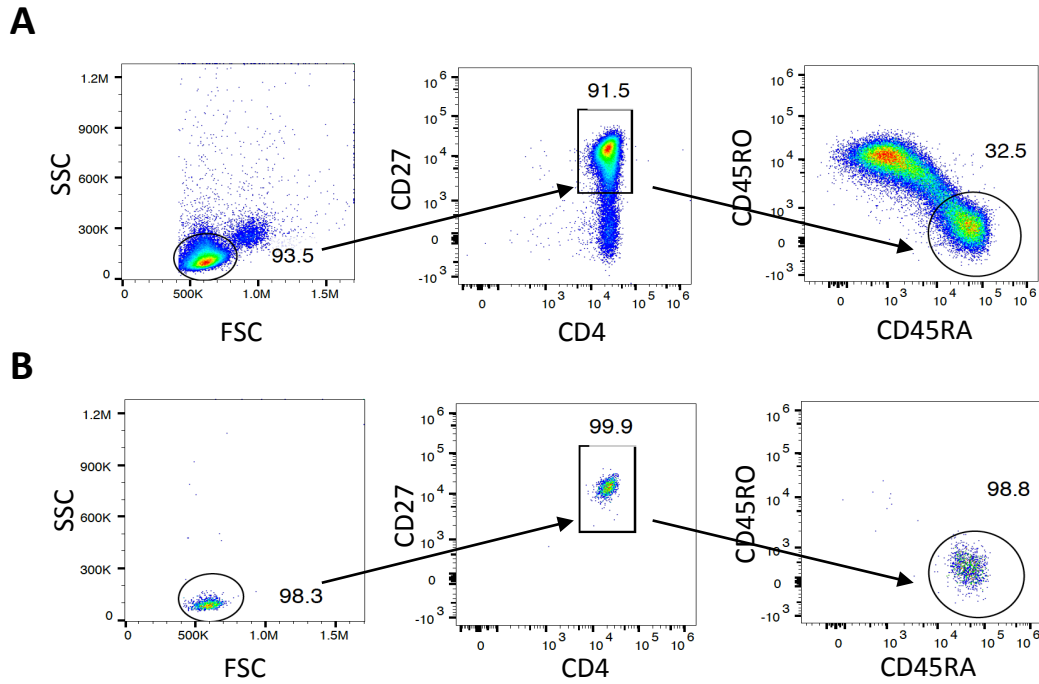 A
SSC
1.2M
900K
600K
300K
0
0
500K
1.0M
1.5M
93.5
FSC
CD27
10^6
10^5
10^4
10^3
0
-10^3
0
10^3
10^4
10^5
10^6
91.5
CD4
CD45RO
10^6
10^5
10^4
10^3
0
-10^3
0
10^3
10^4
10^5
10^6
32.5
CD45RA
B
SSC
1.2M
900K
600K
300K
0
0
500K
1.0M
1.5M
98.3
FSC
CD27
10^6
10^5
10^4
10^3
0
-10^3
0
10^3
10^4
10^5
10^6
99.9
CD4
CD45RO
10^6
10^5
10^4
10^3
0
-10^3
0
10^3
10^4
10^5
10^6
98.8
CD45RA